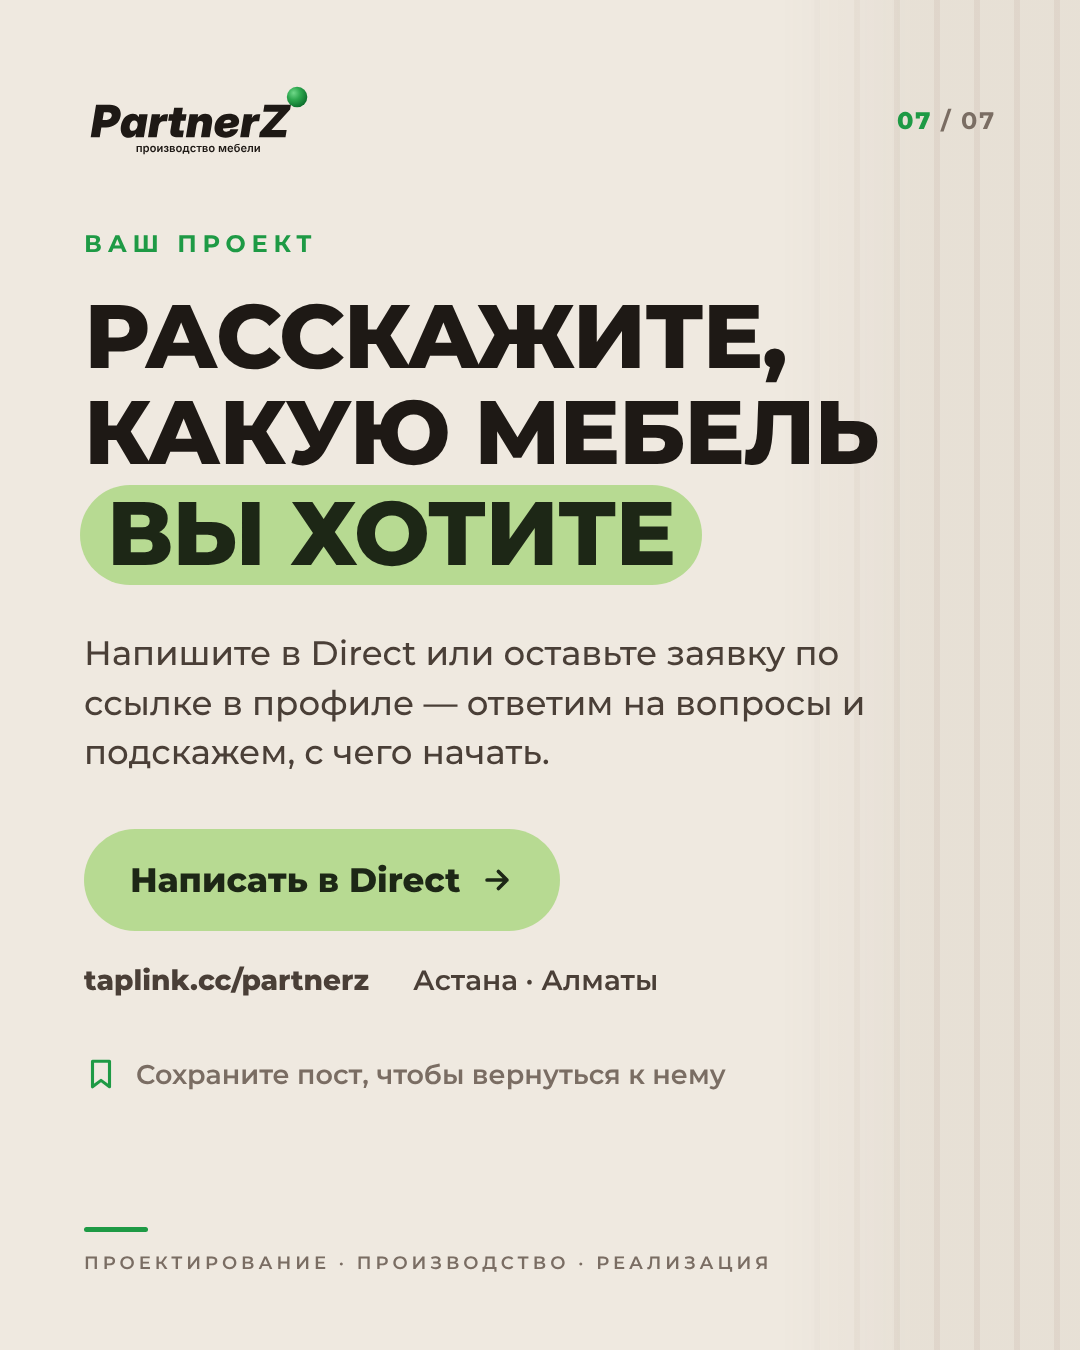 PartnerZ
производство мебели
07 / 07
ВАШ ПРОЕКТ
РАССКАЖИТЕ,
КАКУЮ МЕБЕЛЬ
ВЫ ХОТИТЕ
Напишите в Direct или оставьте заявку по
ссылке в профиле — ответим на вопросы и
подскажем, с чего начать.
Написать в Direct →
taplink.cc/partnerz Астана · Алматы
Сохраните пост, чтобы вернуться к нему
ПРОЕКТИРОВАНИЕ · ПРОИЗВОДСТВО · РЕАЛИЗАЦИЯ